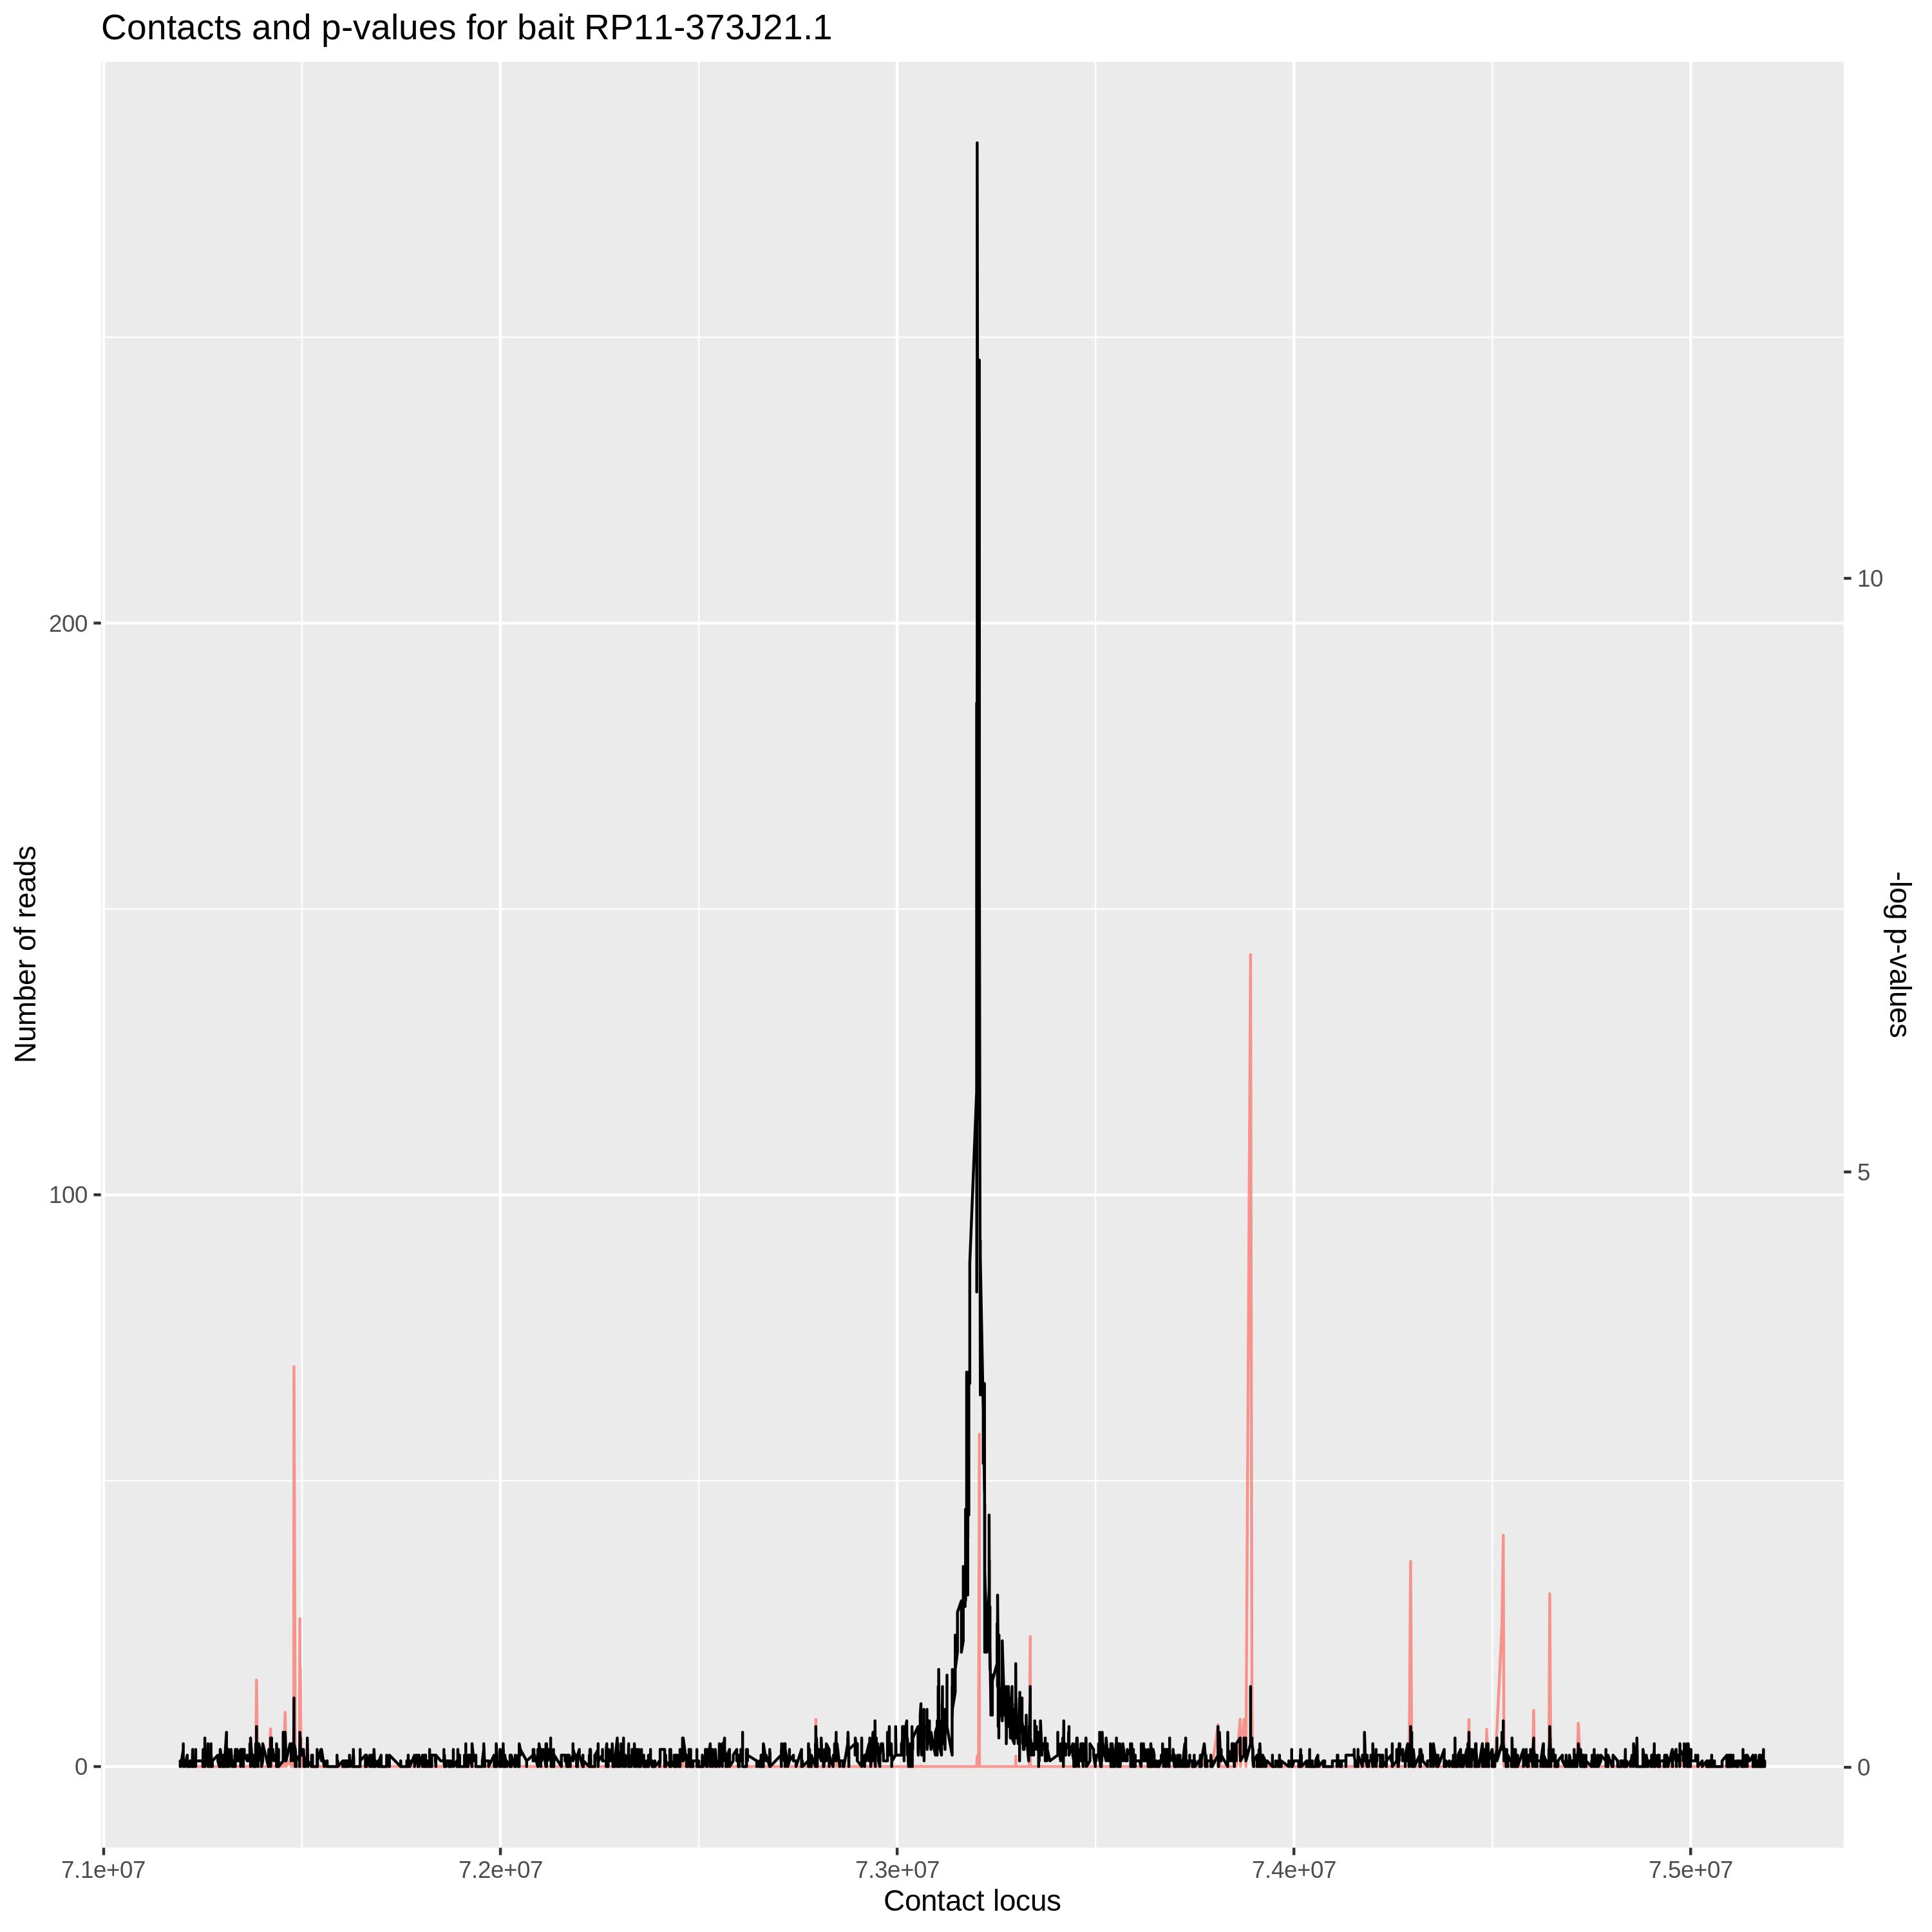 Contacts and p-values for bait RP11-373J21.1
Number of reads
200
100
0
10
5
0
-log p-values
7.1e+07
7.2e+07
7.3e+07
7.4e+07
7.5e+07
Contact locus